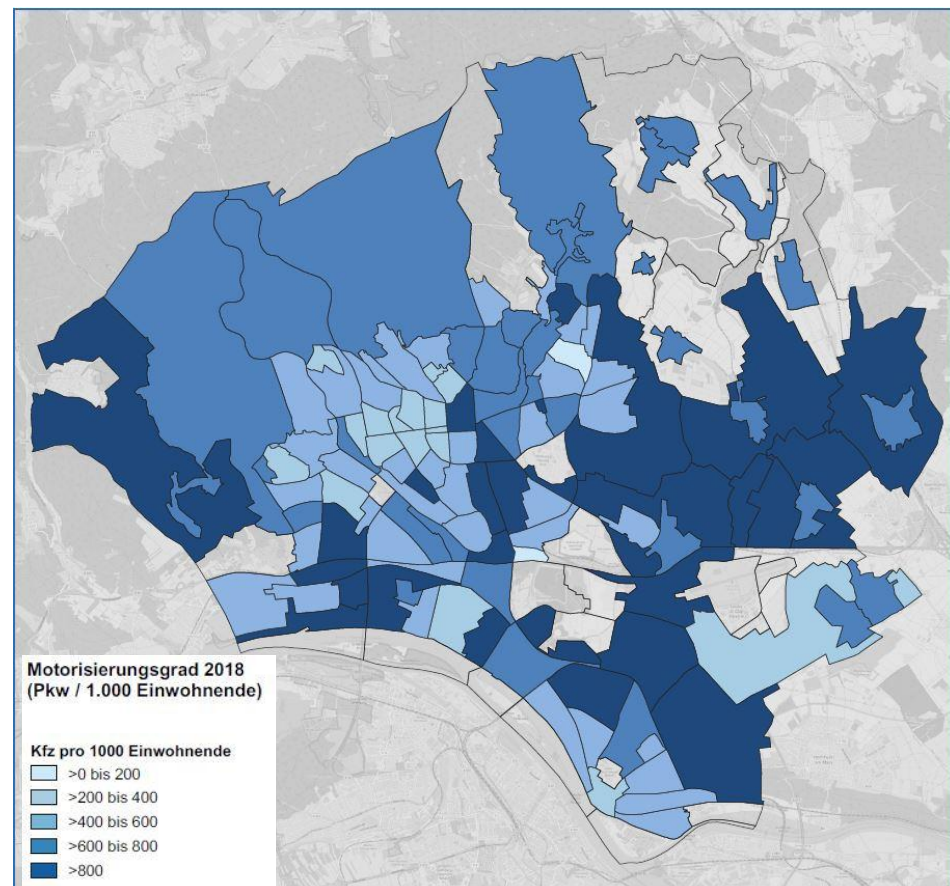 Motorisierungsgrad 2018
(Pkw / 1.000 Einwohnende)
Kfz pro 1000 Einwohnende
>0 bis 200
>200 bis 400
>400 bis 600
>600 bis 800
>800